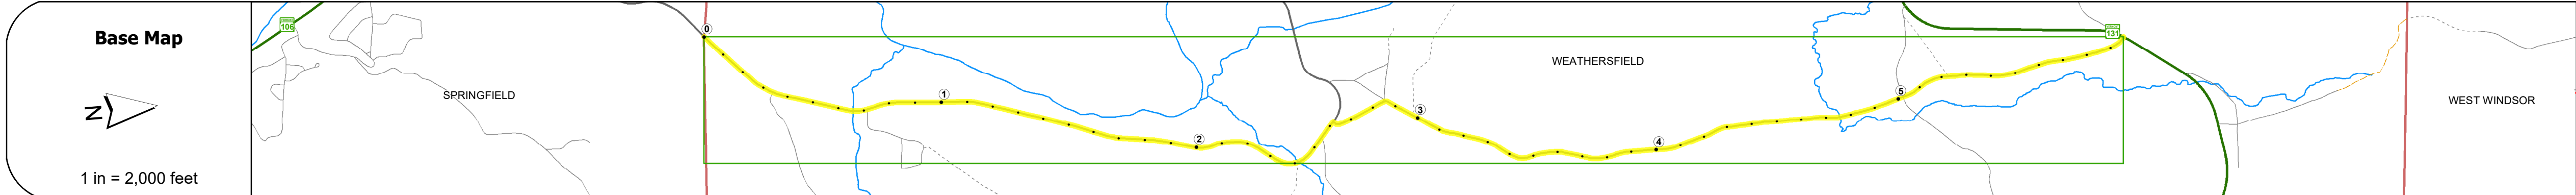 Base Map
N
1 in = 2,000 feet
106
SPRINGFIELD
0
1
2
3
4
5
WEATHERSFIELD
131
WEST WINDSOR